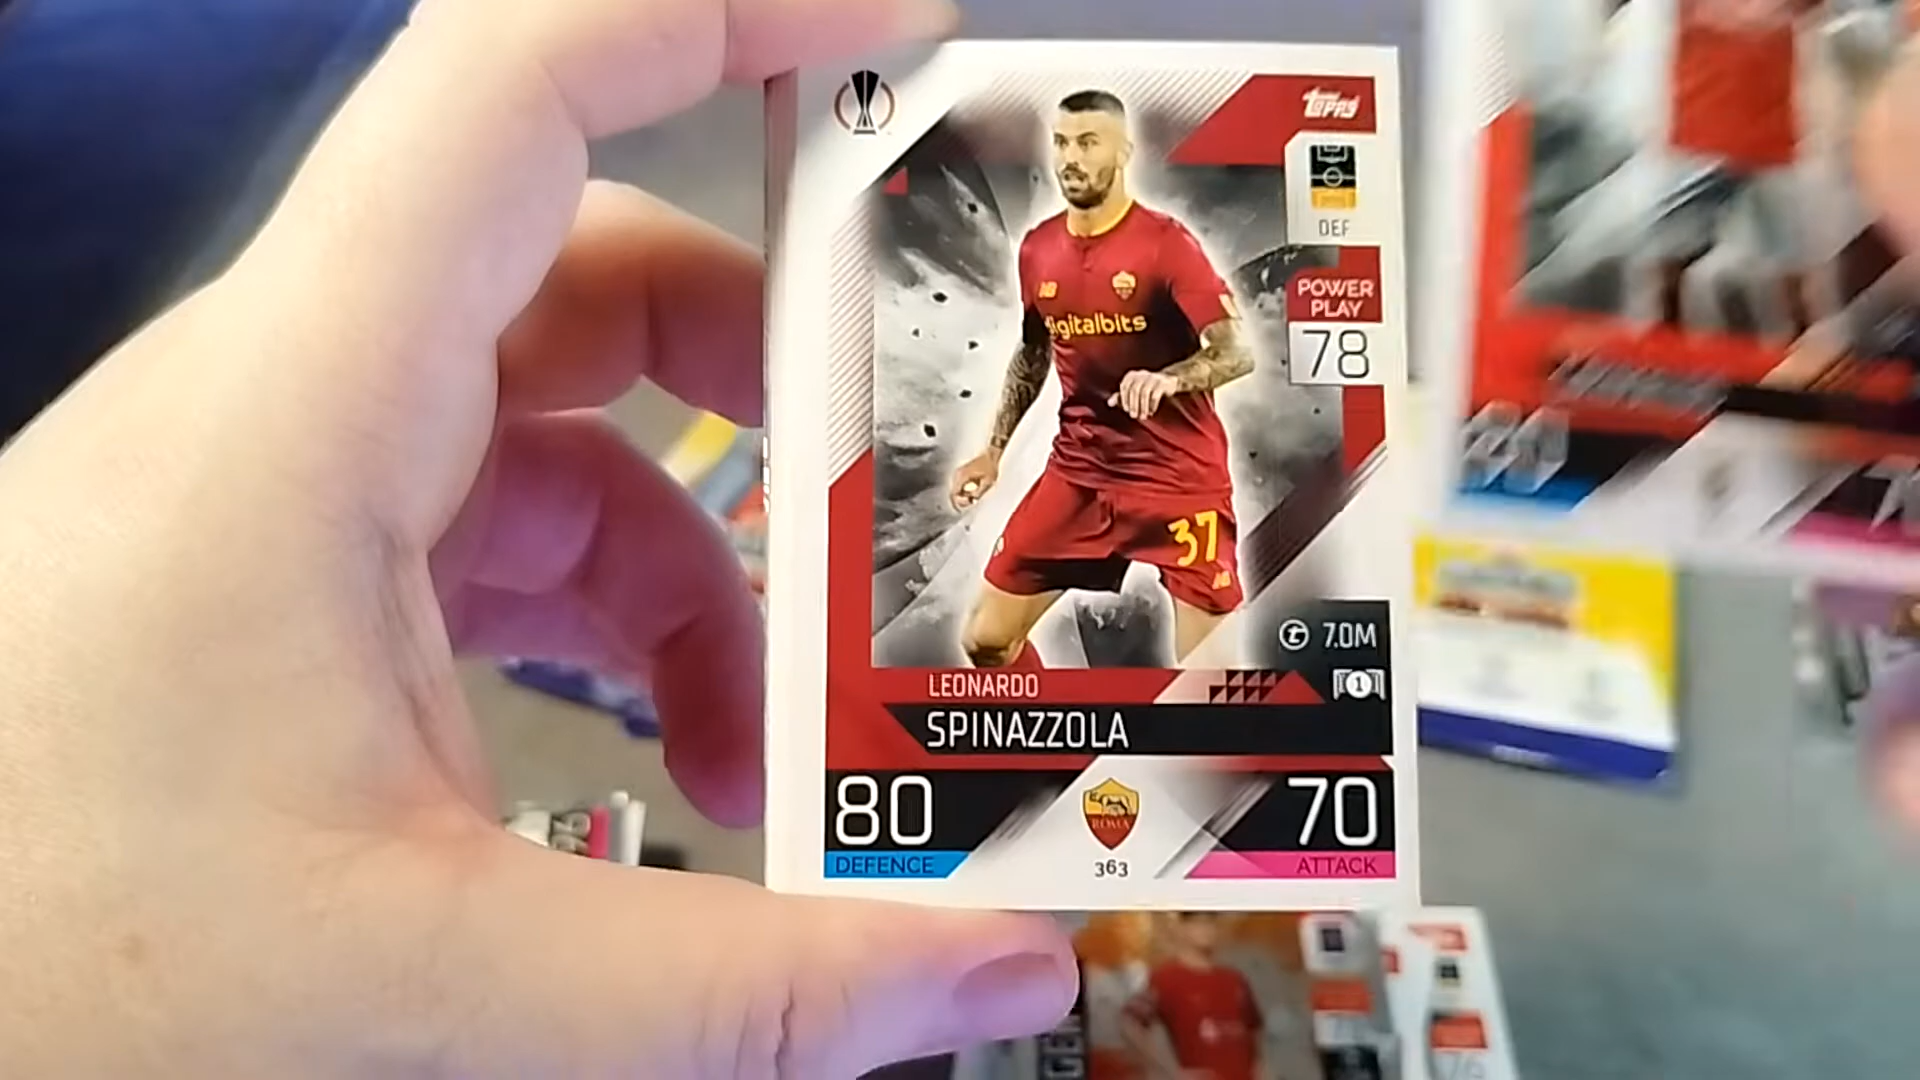 TOPPS
DEF
POWER
PLAY
78
digitalbits
37
t 7.0M
1
LEONARDO
SPINAZZOLA
80
70
DEFENCE
ROMA
ATTACK
363